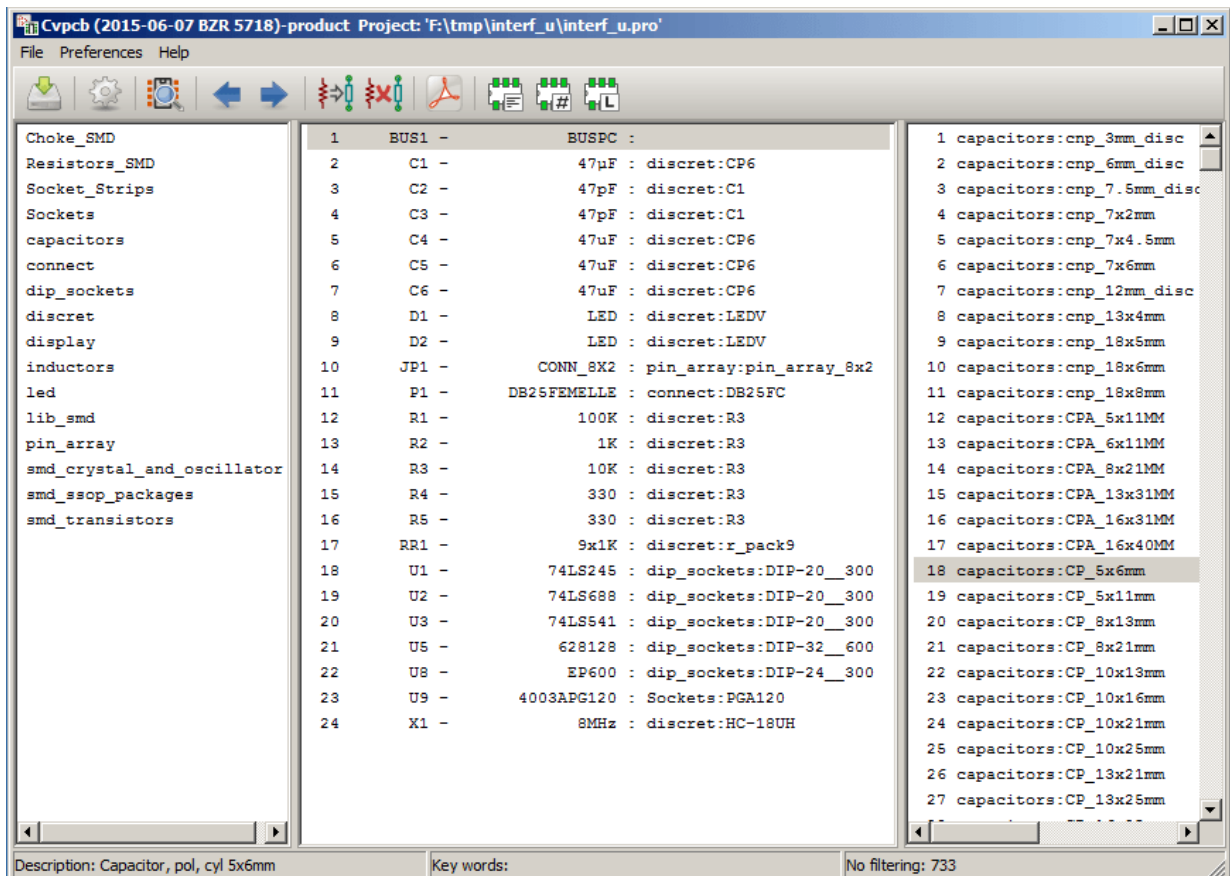 Cvpcb (2015-06-07 BZR 5718)-product Project: 'F:\tmp\interf_u\interf_u.pro'
File Preferences Help
Choke_SMD
Resistors_SMD
Socket_Strips
Sockets
capacitors
connect
dip_sockets
discret
display
inductors
led
lib_smd
pin_array
smd_crystal_and_oscillator
smd_ssop_packages
smd_transistors
1 BUS1 - BUSPC :
2 C1 - 47µF : discret:CP6
3 C2 - 47pF : discret:C1
4 C3 - 47pF : discret:C1
5 C4 - 47uF : discret:CP6
6 C5 - 47uF : discret:CP6
7 C6 - 47uF : discret:CP6
8 D1 - LED : discret:LEDV
9 D2 - LED : discret:LEDV
10 JP1 - CONN_8X2 : pin_array:pin_array_8x2
11 P1 - DB25FEMELLE : connect:DB25FC
12 R1 - 100K : discret:R3
13 R2 - 1K : discret:R3
14 R3 - 10K : discret:R3
15 R4 - 330 : discret:R3
16 R5 - 330 : discret:R3
17 RR1 - 9x1K : discret:r_pack9
18 U1 - 74LS245 : dip_sockets:DIP-20__300
19 U2 - 74LS688 : dip_sockets:DIP-20__300
20 U3 - 74LS541 : dip_sockets:DIP-20__300
21 U5 - 628128 : dip_sockets:DIP-32__600
22 U8 - EP600 : dip_sockets:DIP-24__300
23 U9 - 4003APG120 : Sockets:PGA120
24 X1 - 8MHz : discret:HC-18UH
1 capacitors:cnp_3mm_disc
2 capacitors:cnp_6mm_disc
3 capacitors:cnp_7.5mm_disc
4 capacitors:cnp_7x2mm
5 capacitors:cnp_7x4.5mm
6 capacitors:cnp_7x6mm
7 capacitors:cnp_12mm_disc
8 capacitors:cnp_13x4mm
9 capacitors:cnp_18x5mm
10 capacitors:cnp_18x6mm
11 capacitors:cnp_18x8mm
12 capacitors:CPA_5x11MM
13 capacitors:CPA_6x11MM
14 capacitors:CPA_8x21MM
15 capacitors:CPA_13x31MM
16 capacitors:CPA_16x31MM
17 capacitors:CPA_16x40MM
18 capacitors:CP_5x6mm
19 capacitors:CP_5x11mm
20 capacitors:CP_8x13mm
21 capacitors:CP_8x21mm
22 capacitors:CP_10x13mm
23 capacitors:CP_10x16mm
24 capacitors:CP_10x21mm
25 capacitors:CP_10x25mm
26 capacitors:CP_13x21mm
27 capacitors:CP_13x25mm
Description: Capacitor, pol, cyl 5x6mm
Key words:
No filtering: 733